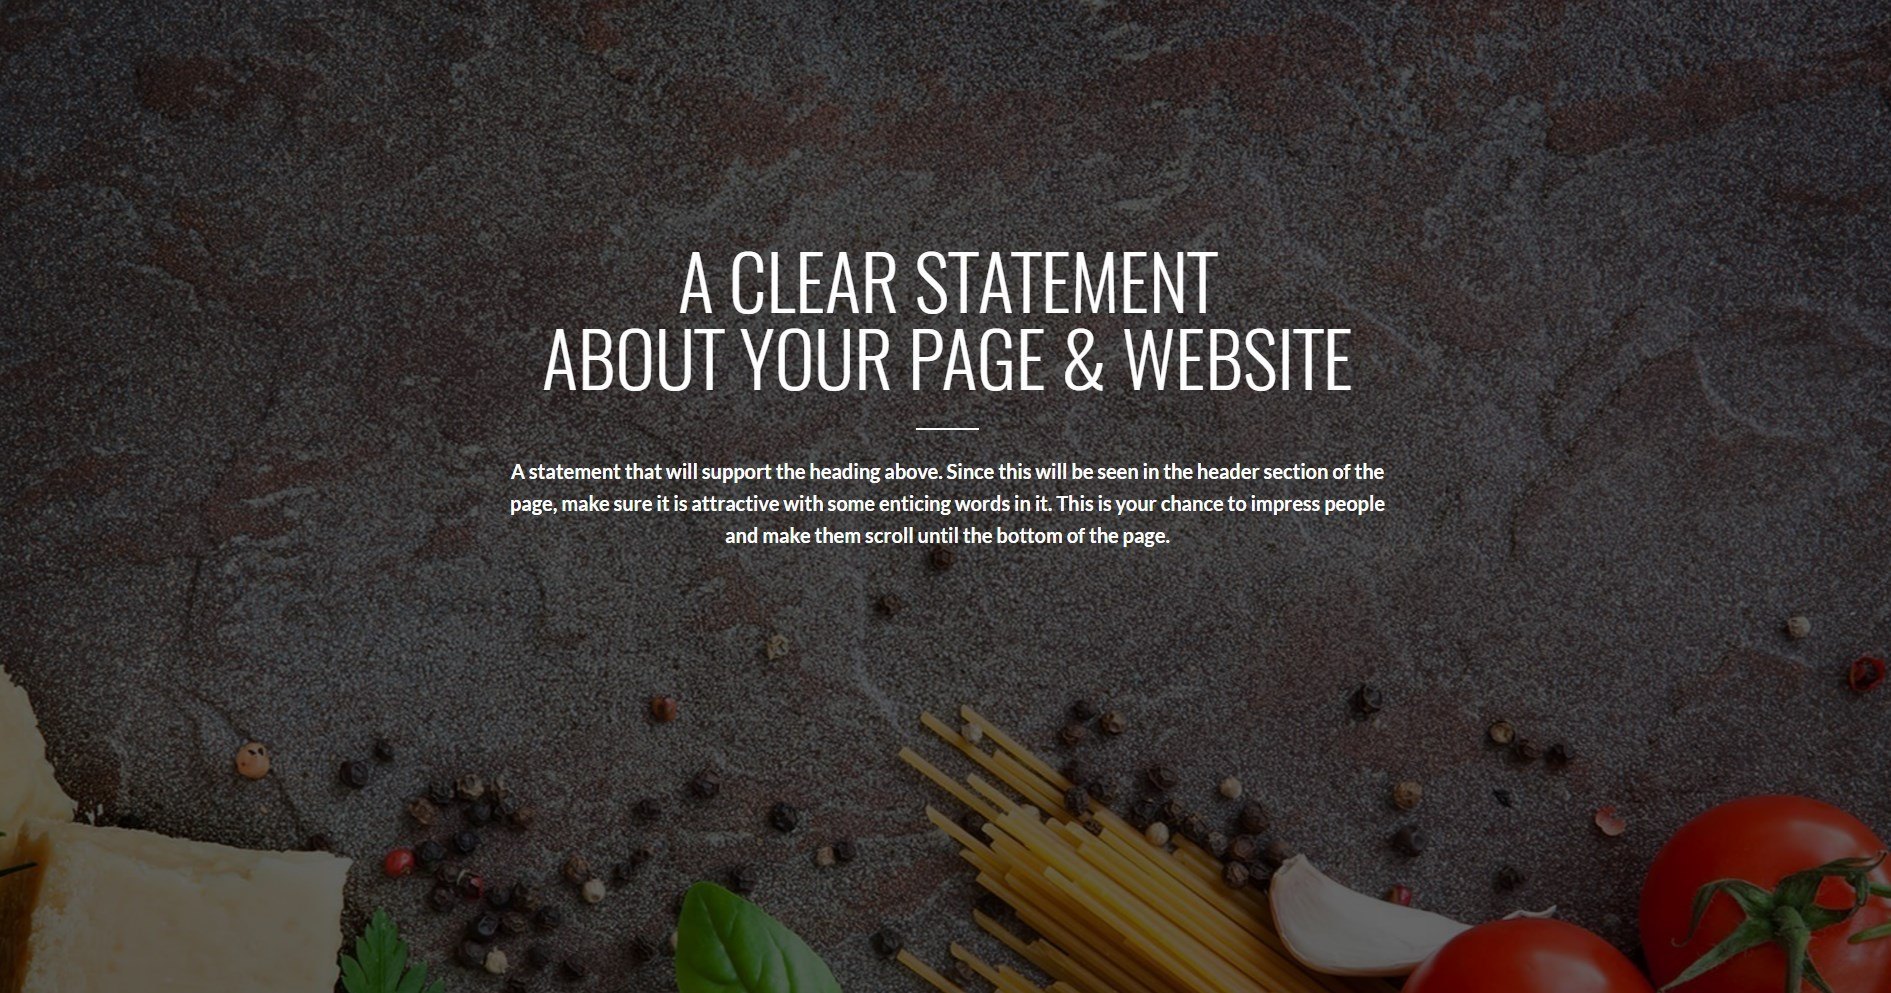 A CLEAR STATEMENT
ABOUT YOUR PAGE & WEBSITE
A statement that will support the heading above. Since this will be seen in the header section of the
page, make sure it is attractive with some enticing words in it. This is your chance to impress people
and make them scroll until the bottom of the page.